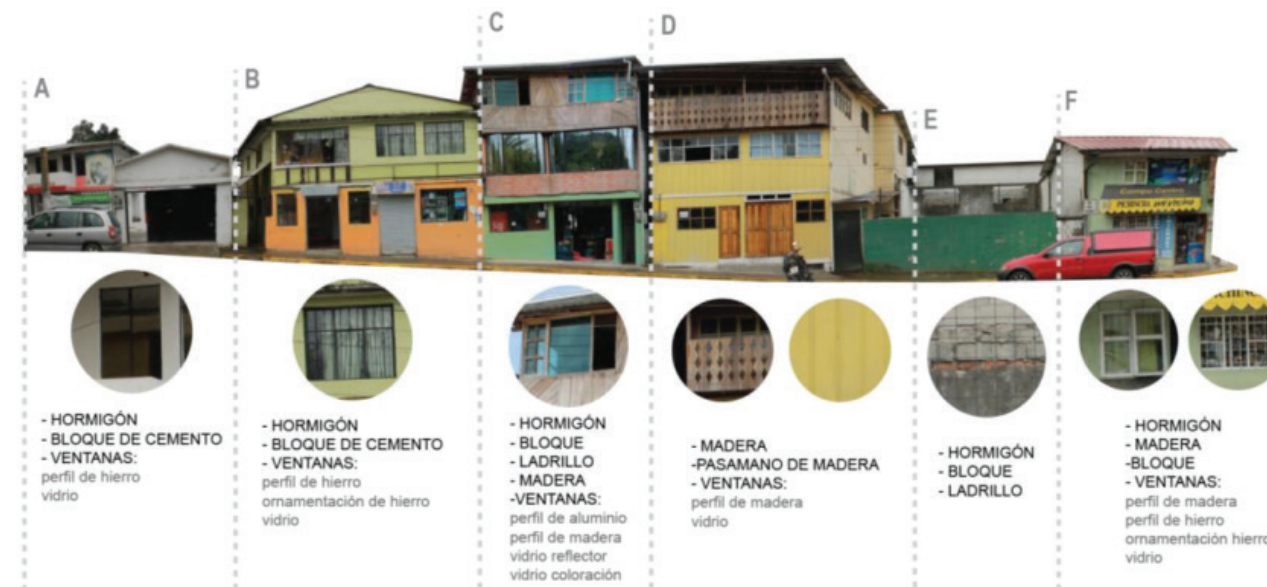 A
B
C
D
E
F
- HORMIGÓN
- BLOQUE DE CEMENTO
- VENTANAS:
perfil de hierro
vidrio
- HORMIGÓN
- BLOQUE DE CEMENTO
- VENTANAS:
perfil de hierro
ornamentación de hierro
vidrio
- HORMIGÓN
- BLOQUE
- LADRILLO
- MADERA
-VENTANAS:
perfil de aluminio
perfil de madera
vidrio reflector
vidrio coloración
- MADERA
-PASAMANO DE MADERA
- VENTANAS:
perfil de madera
vidrio
- HORMIGÓN
- BLOQUE
- LADRILLO
- HORMIGÓN
- MADERA
-BLOQUE
- VENTANAS:
perfil de madera
perfil de hierro
ornamentación hierro
vidrio